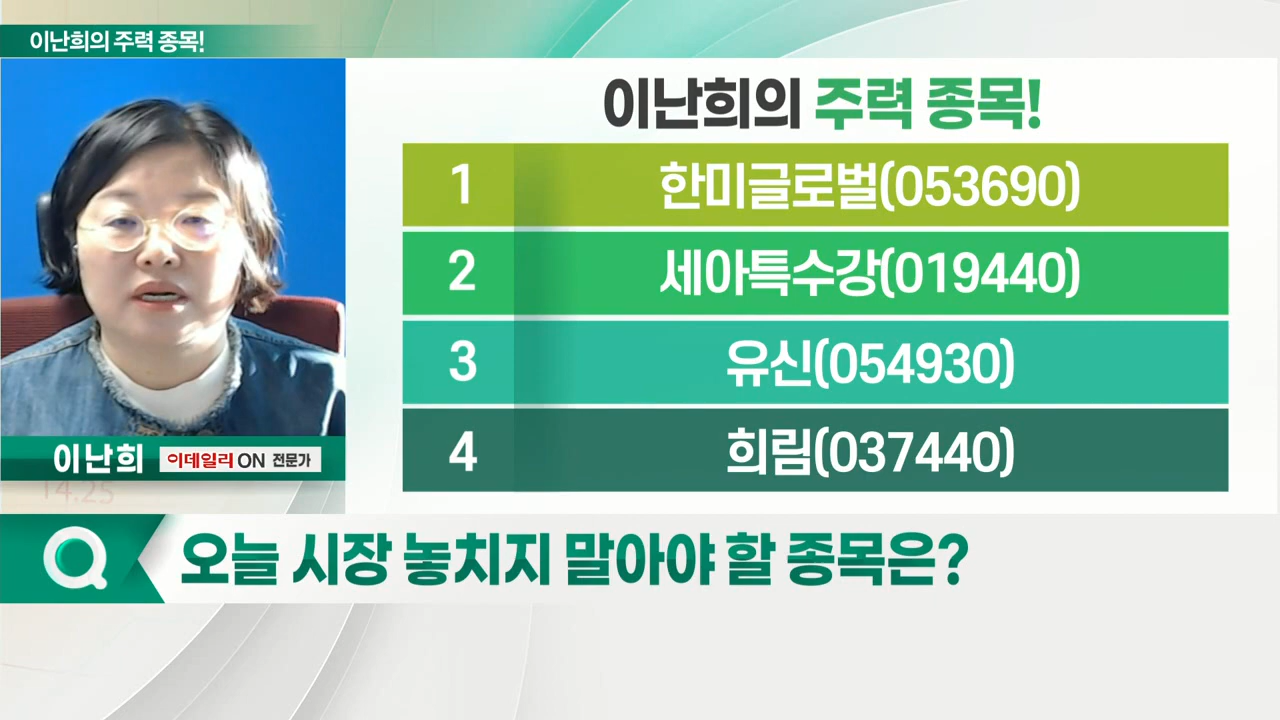 이난희의 주력 종목!
이난희의 주력 종목!
1 한미글로벌(053690)
2 세아특수강(019440)
3 유신(054930)
4 희림(037440)
이난희 이데일리 ON 전문가
14.25
Q 오늘 시장 놓치지 말아야 할 종목은?